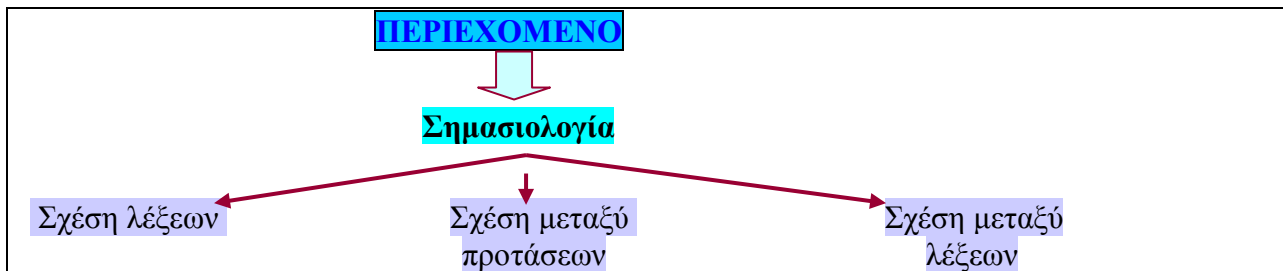 ΠΕΡΙΕΧΟΜΕΝΟ
Σημασιολογία
Σχέση λέξεων
Σχέση μεταξύ
προτάσεων
Σχέση μεταξύ
λέξεων